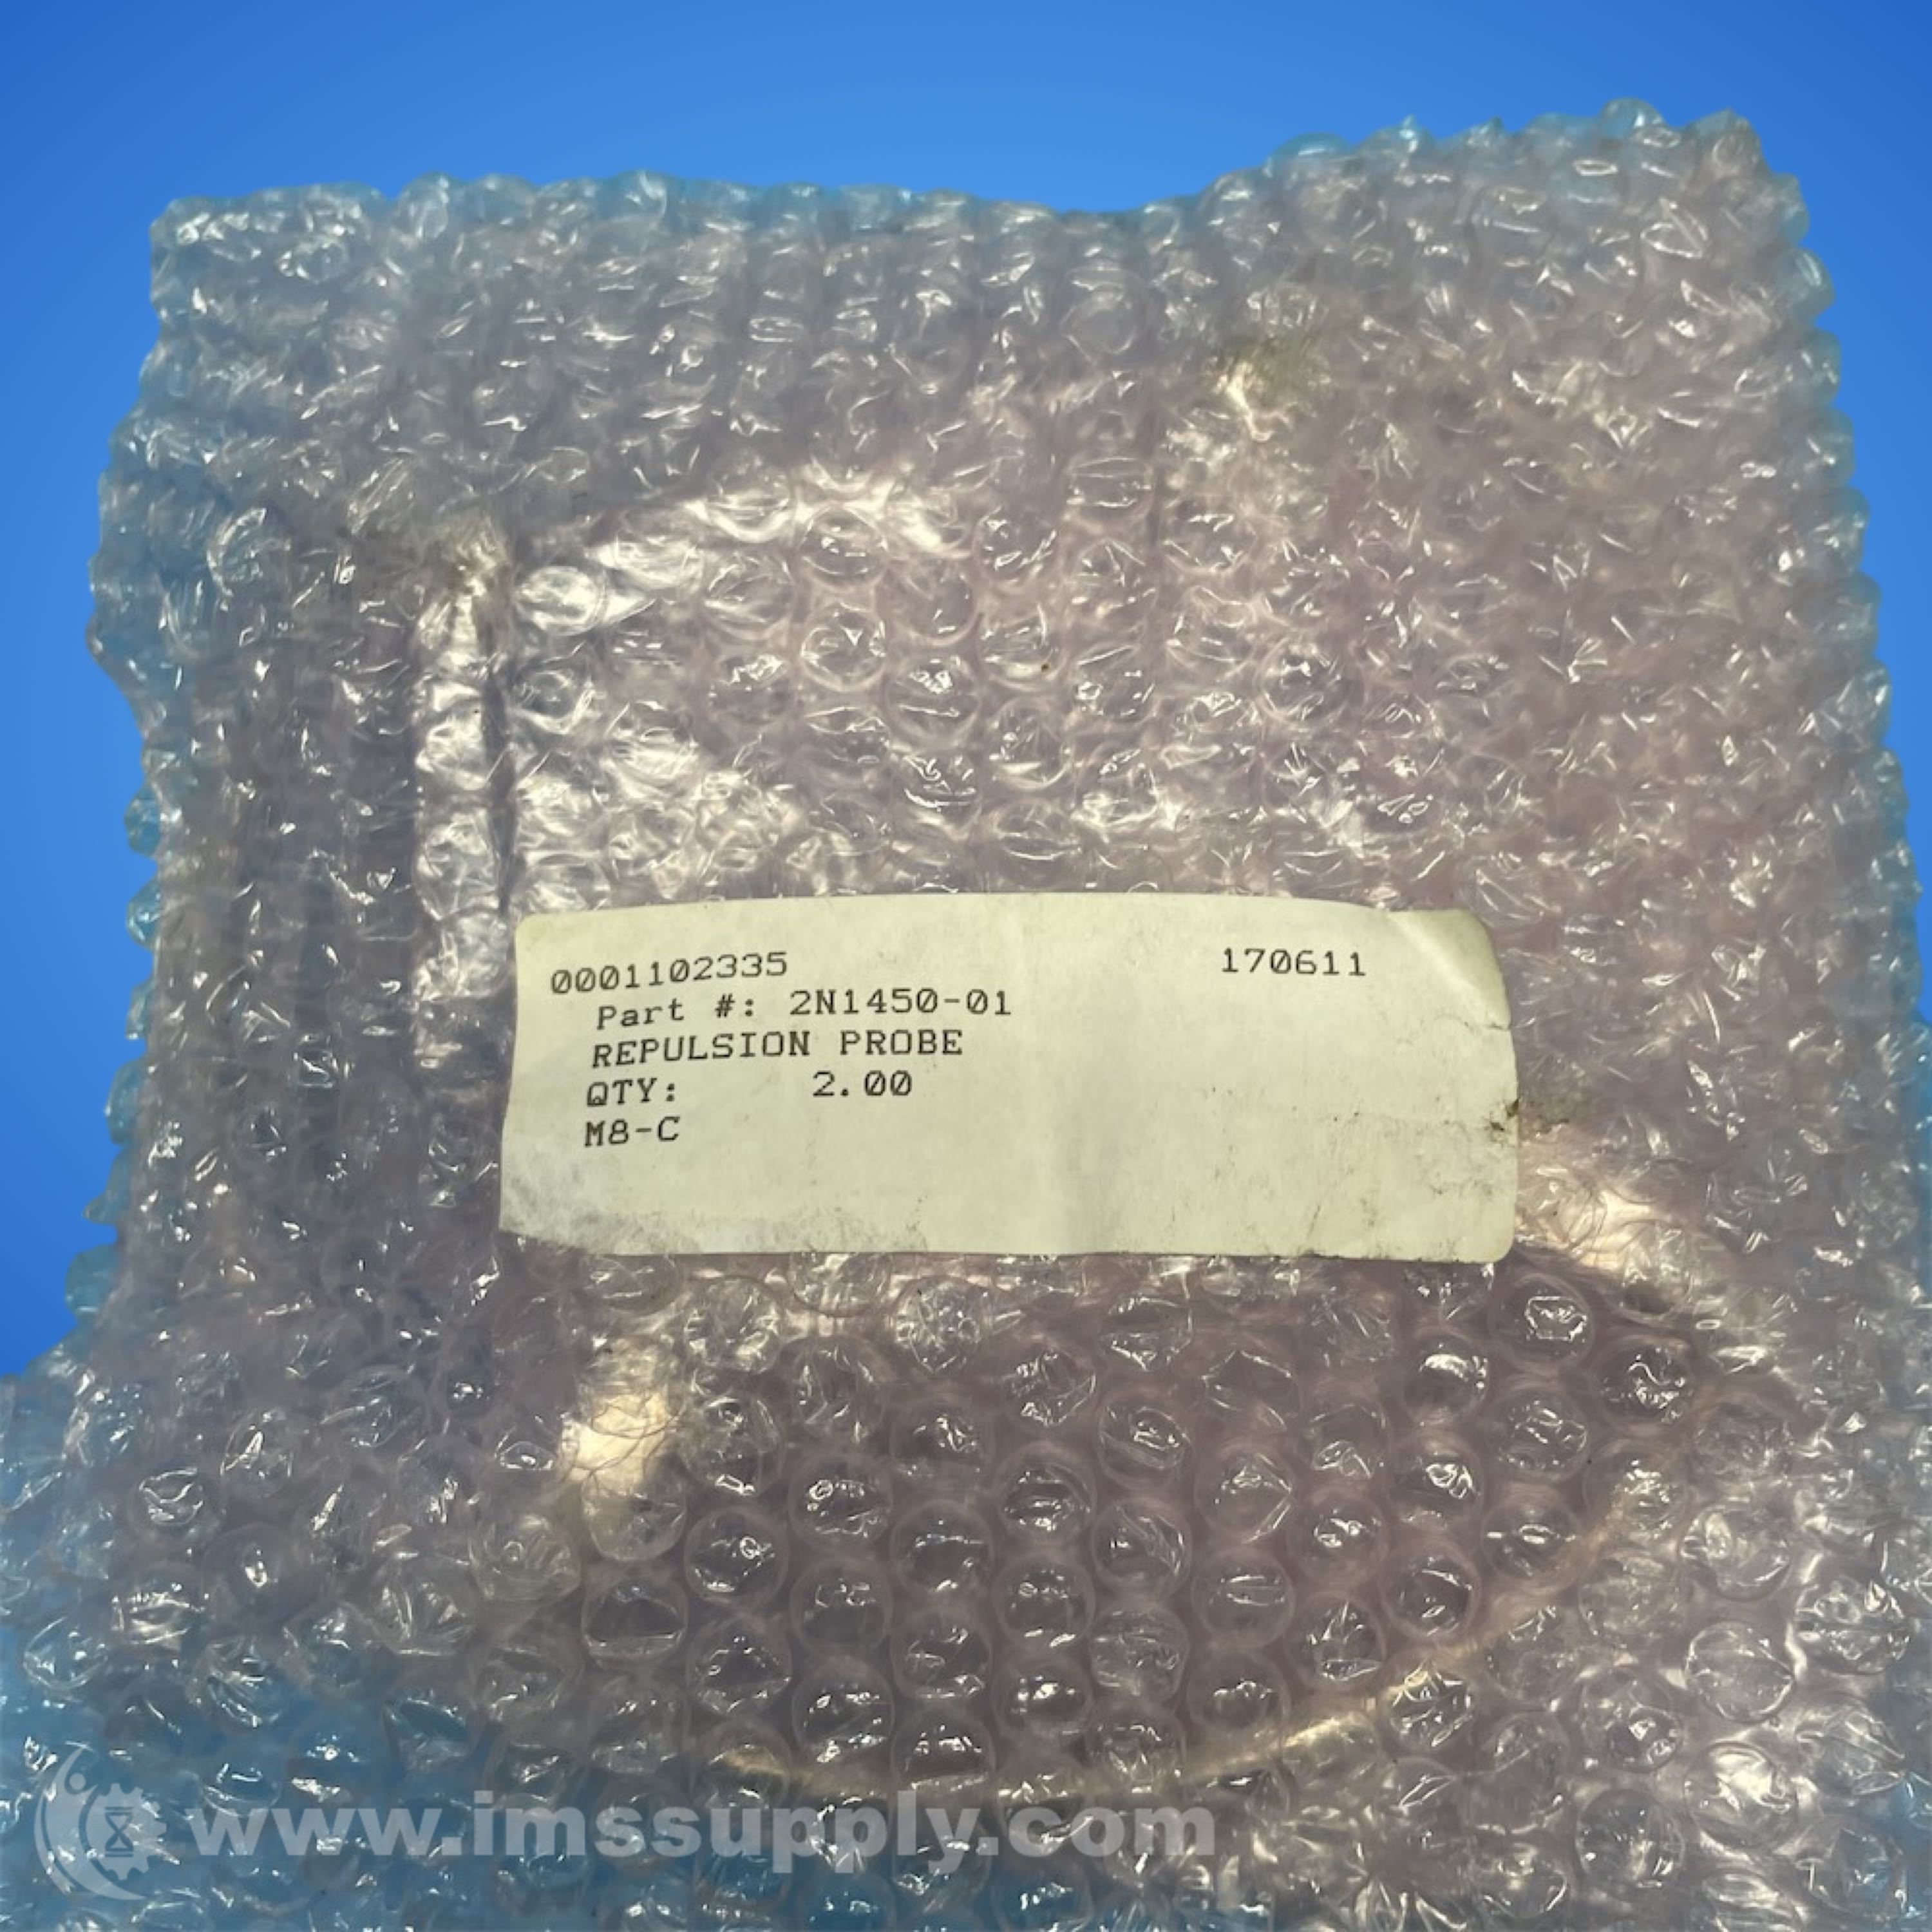 0001102335 170611
Part #: 2N1450-01
REPULSION PROBE
QTY: 2.00
M8-C
www.imssupply.com